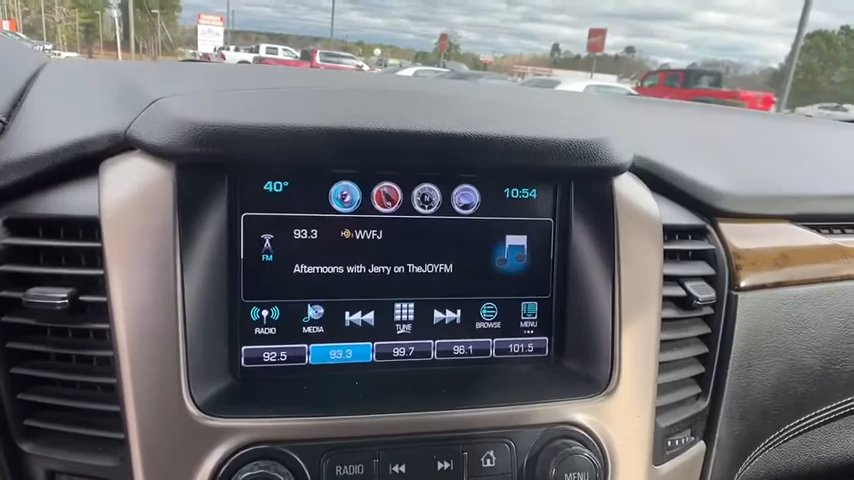 40°
10:54
93.3 WVFJ
FM
Afternoons with Jerry on TheJOYFM
RADIO MEDIA TUNE BROWSE MENU
92.5 93.3 99.7 96.1 101.5
RADIO
MENU